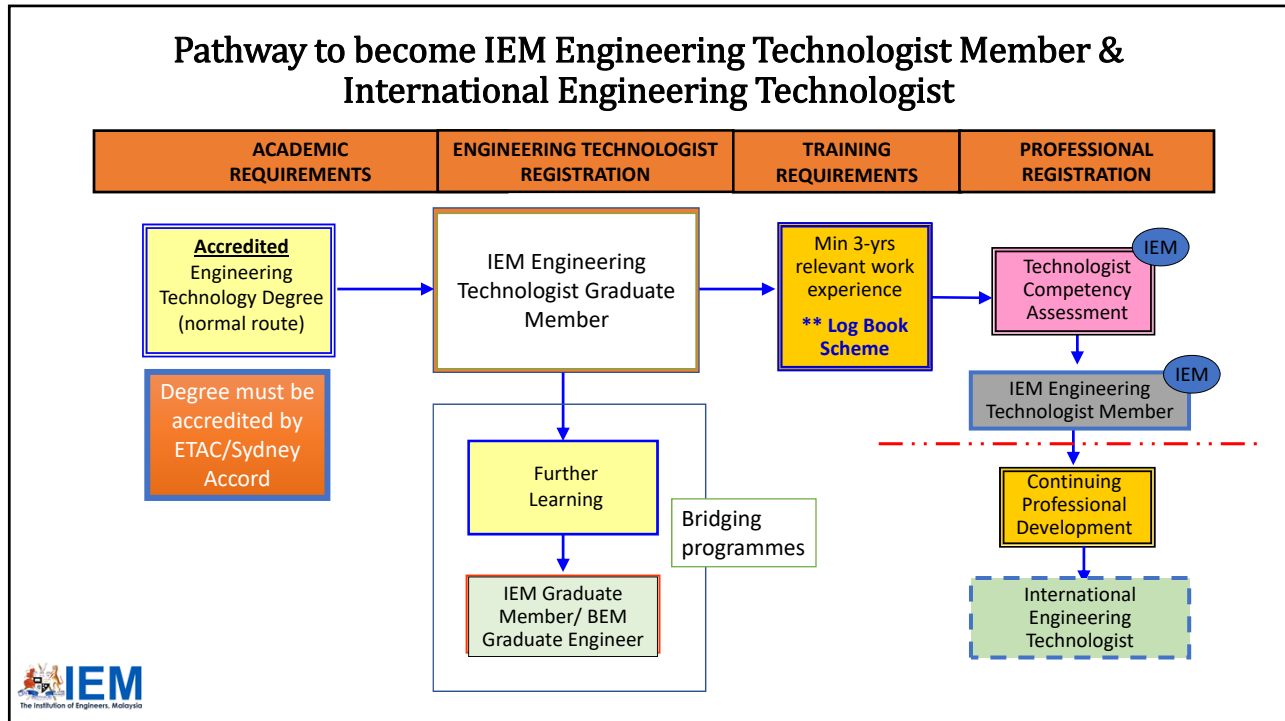 Pathway to become IEM Engineering Technologist Member &
International Engineering Technologist
ACADEMIC
REQUIREMENTS
ENGINEERING TECHNOLOGIST
REGISTRATION
TRAINING
REQUIREMENTS
PROFESSIONAL
REGISTRATION
Accredited
Engineering
Technology Degree
(normal route)
Degree must be
accredited by
ETAC/Sydney
Accord
IEM Engineering
Technologist Graduate
Member
Further
Learning
Bridging
programmes
IEM Graduate
Member/ BEM
Graduate Engineer
Min 3-yrs
relevant work
experience
** Log Book
Scheme
IEM
Technologist
Competency
Assessment
IEM
IEM Engineering
Technologist Member
Continuing
Professional
Development
International
Engineering
Technologist
IEM
The Institution of Engineers, Malaysia